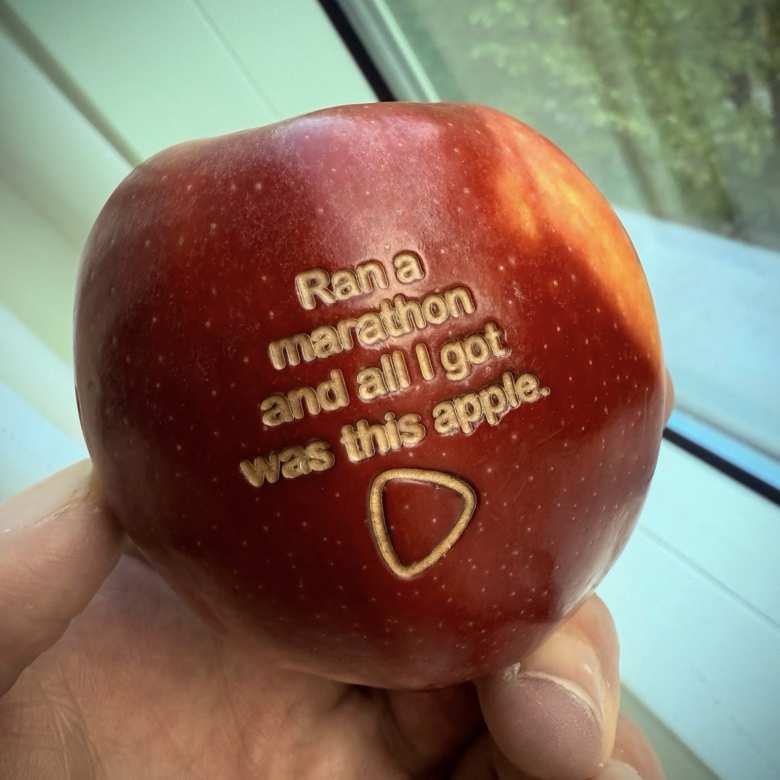 Ran a
marathon
and all I got
was this apple.